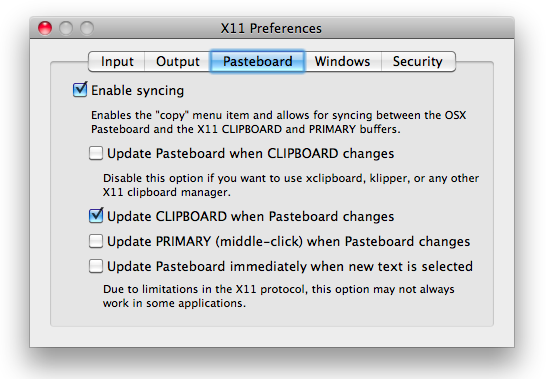 X11 Preferences
Input Output Pasteboard Windows Security
Enable syncing
Enables the "copy" menu item and allows for syncing between the OSX
Pasteboard and the X11 CLIPBOARD and PRIMARY buffers.
Update Pasteboard when CLIPBOARD changes
Disable this option if you want to use xclipboard, klipper, or any other
X11 clipboard manager.
Update CLIPBOARD when Pasteboard changes
Update PRIMARY (middle-click) when Pasteboard changes
Update Pasteboard immediately when new text is selected
Due to limitations in the X11 protocol, this option may not always
work in some applications.